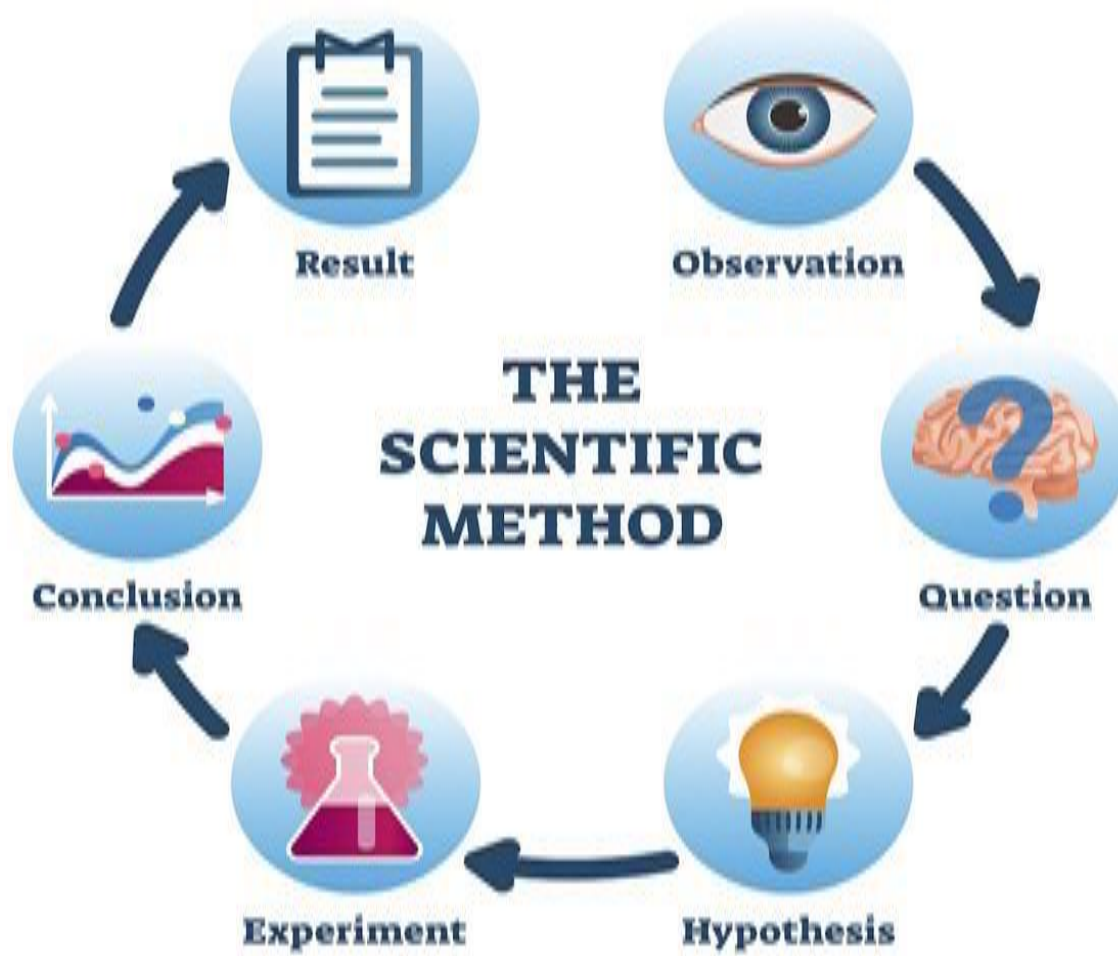 Result
Observation
THE
SCIENTIFIC
METHOD
Conclusion
Question
Experiment
Hypothesis